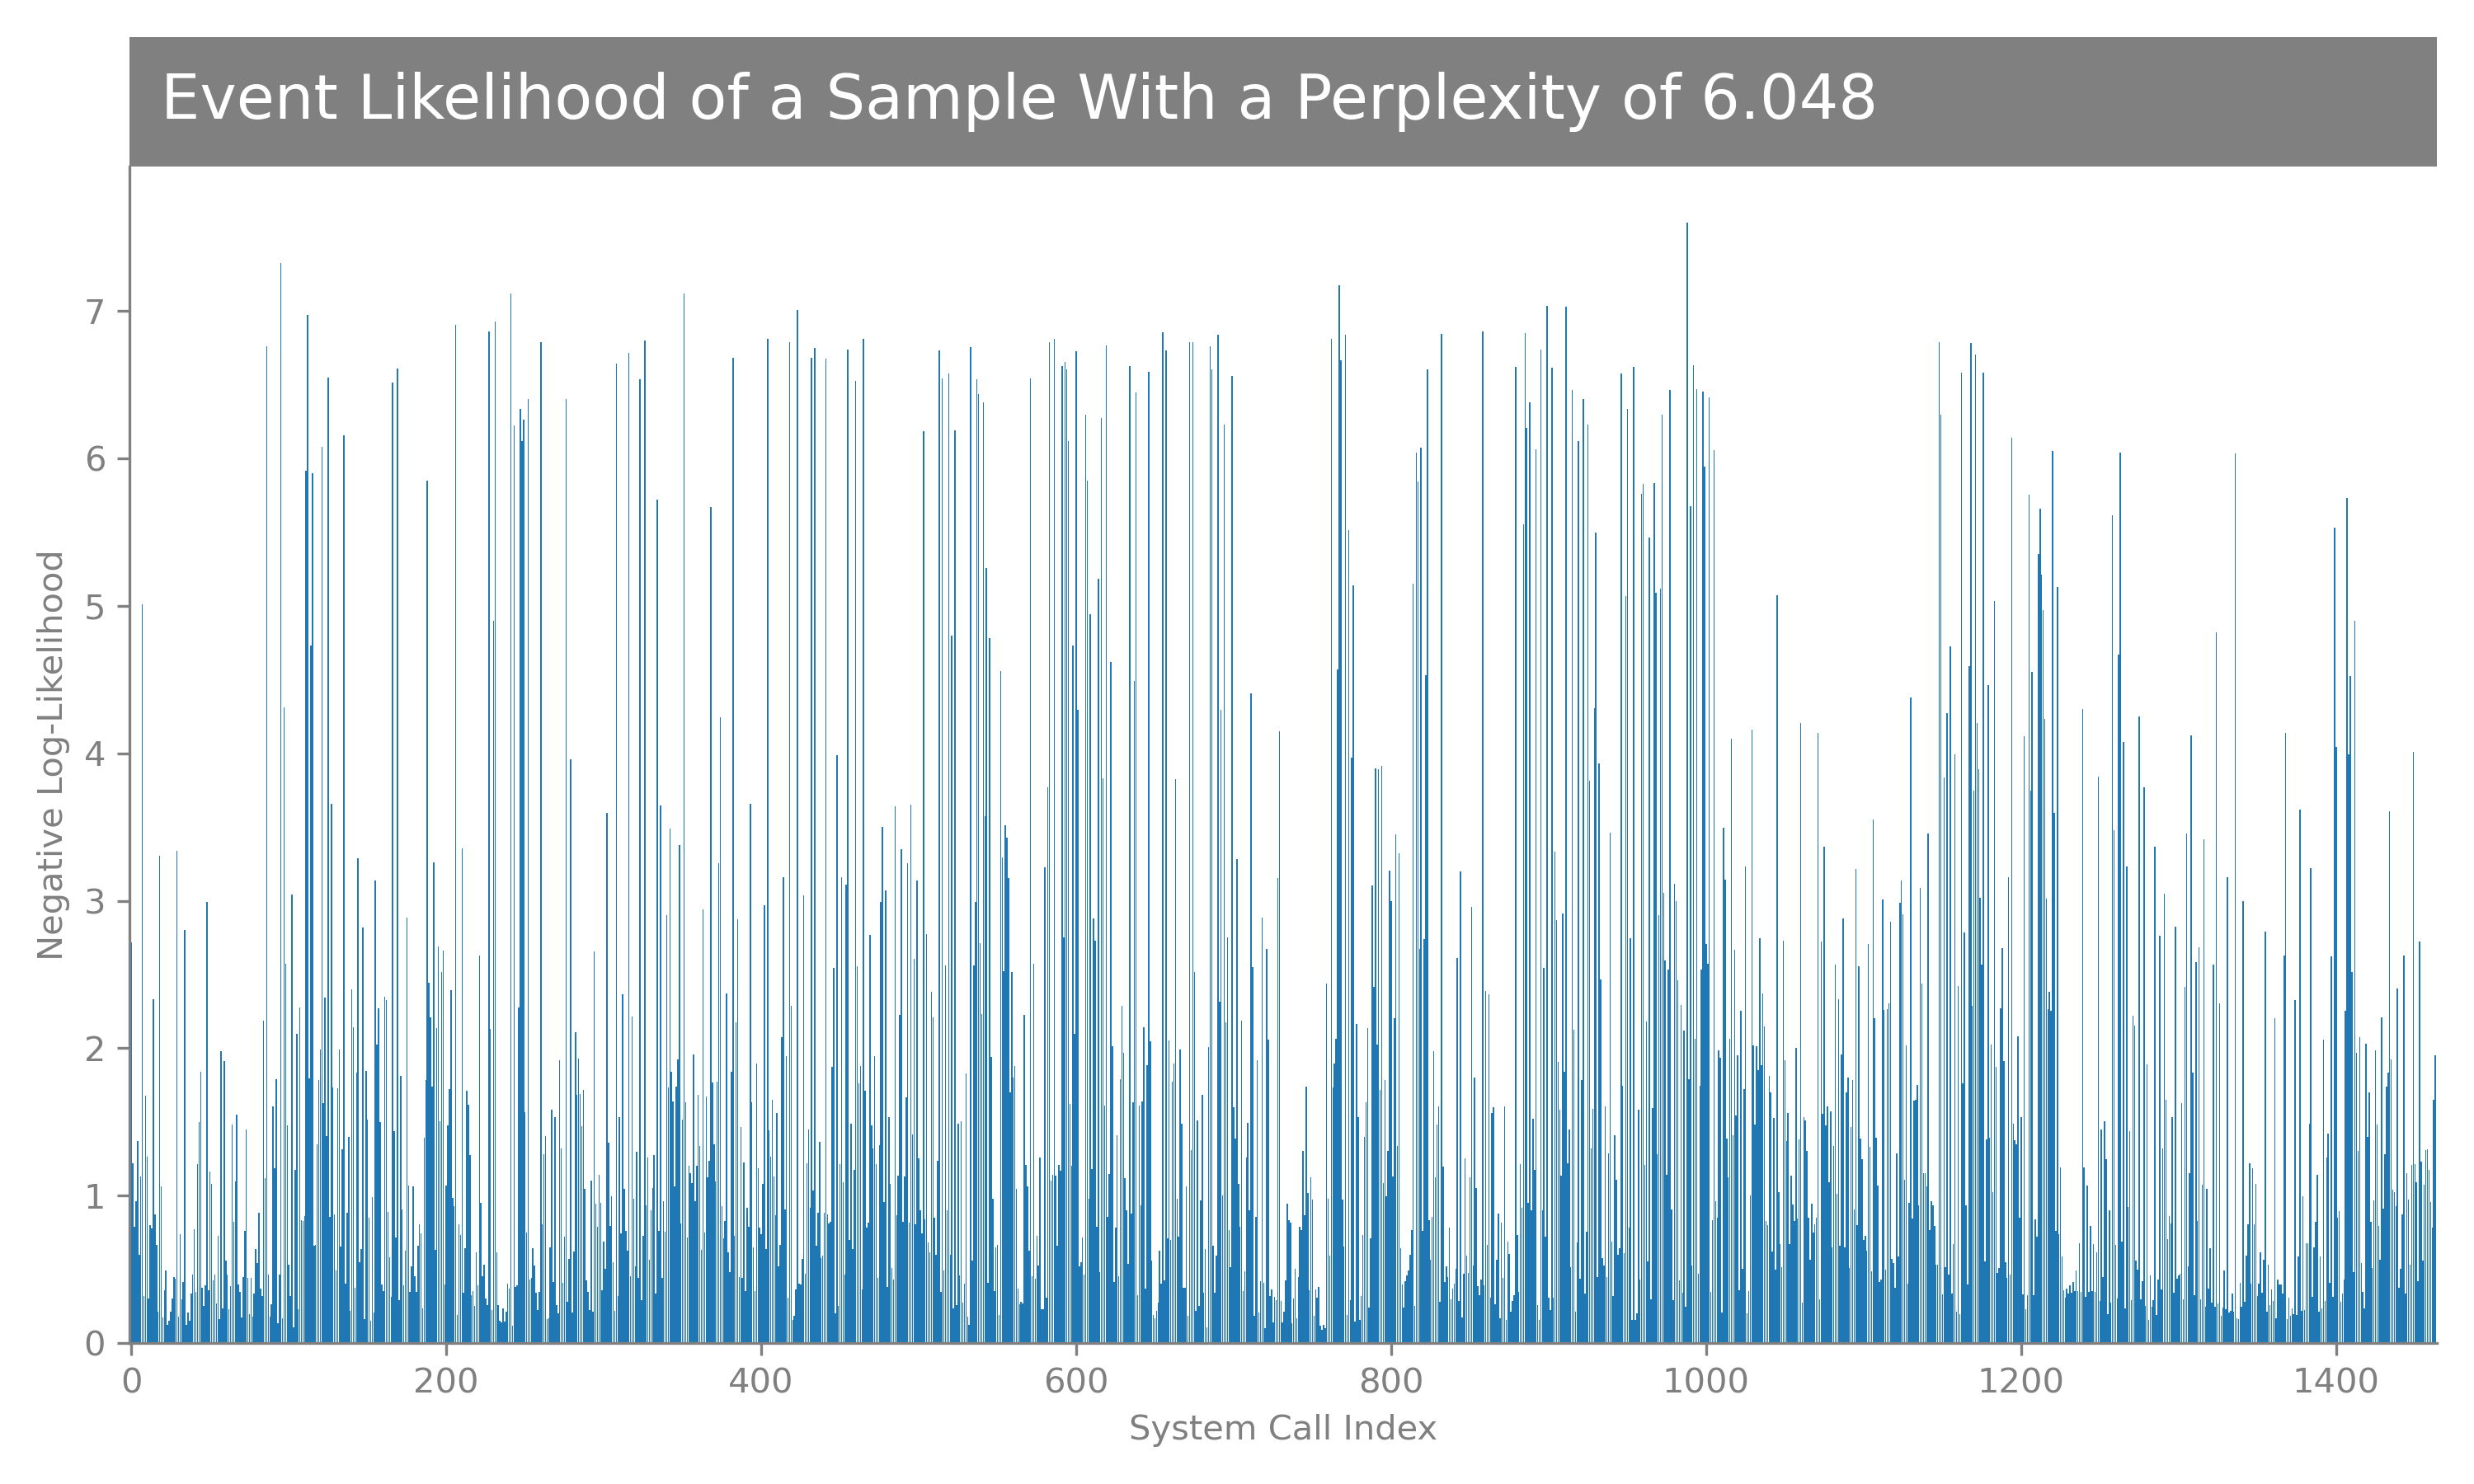 Event Likelihood of a Sample With a Perplexity of 6.048
Negative Log-Likelihood
7
6
5
4
3
2
1
0
0 200 400 600 800 1000 1200 1400
System Call Index